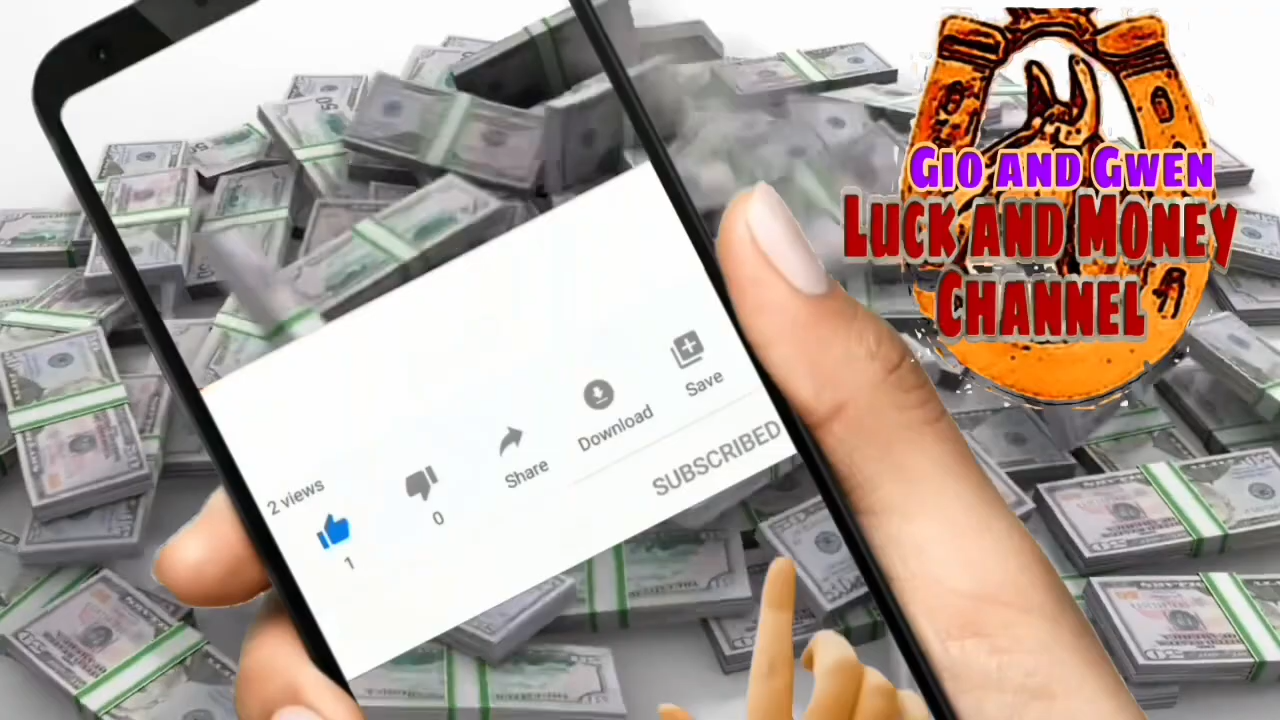 Gio and Gwen
Luck and Money
Channel
2 views
1
0
Share
Download
Save
SUBSCRIBED